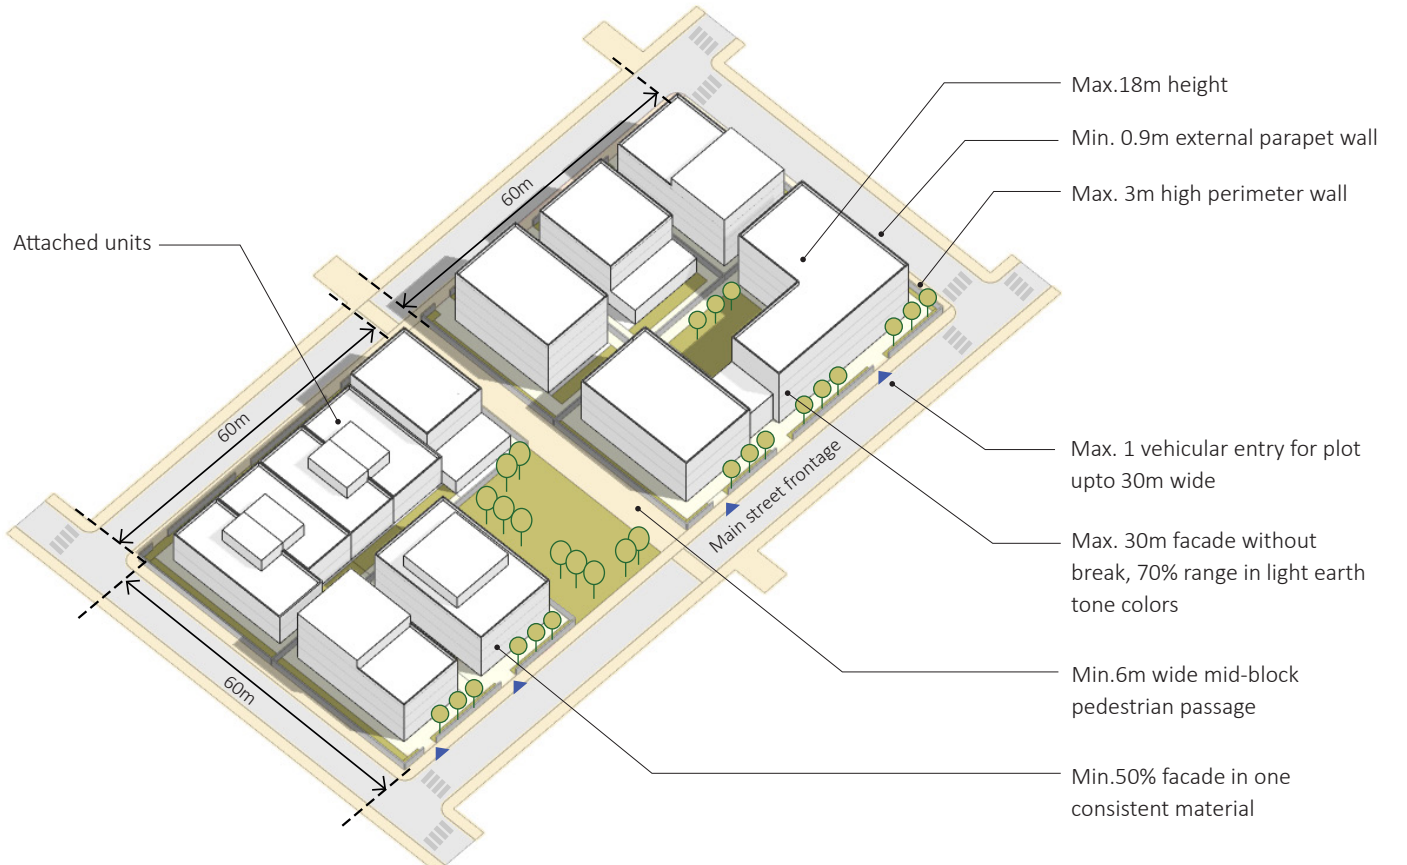 Max.18m height
Min. 0.9m external parapet wall
Max. 3m high perimeter wall
60m
Attached units
60m
Main street frontage
Max. 1 vehicular entry for plot
upto 30m wide
Max. 30m facade without
break, 70% range in light earth
tone colors
60m
Min.6m wide mid-block
pedestrian passage
Min.50% facade in one
consistent material